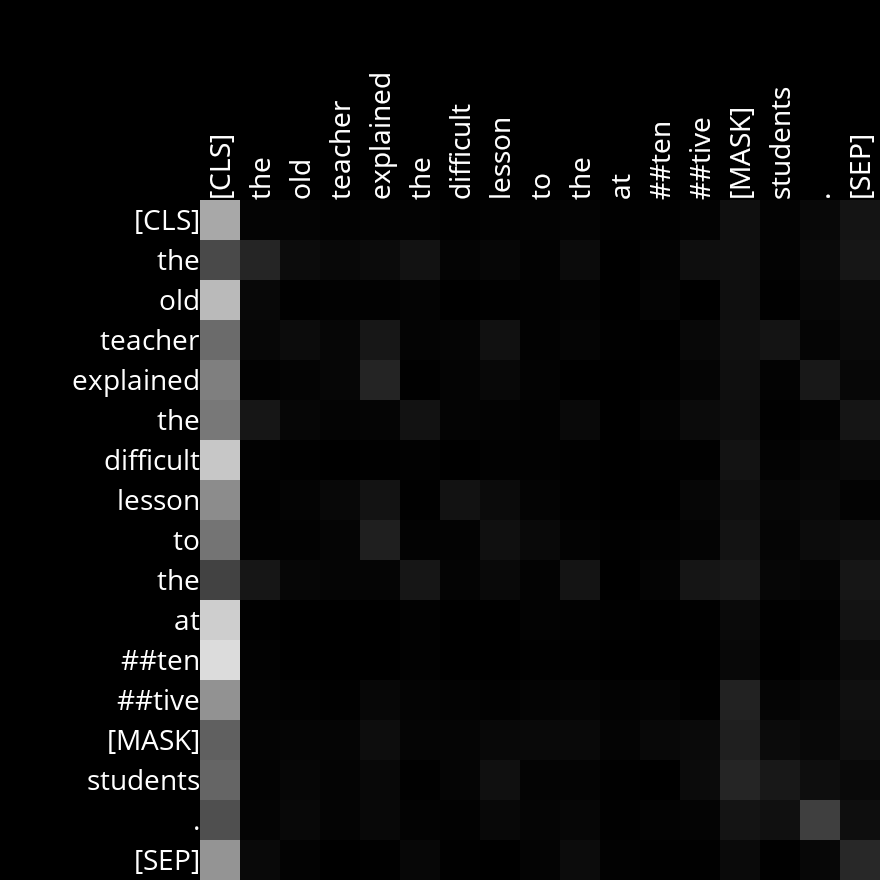 [CLS] the old teacher explained the difficult lesson to the at ##ten ##tive [MASK] students . [SEP]
[CLS]
the
old
teacher
explained
the
difficult
lesson
to
the
at
##ten
##tive
[MASK]
students
.
[SEP]